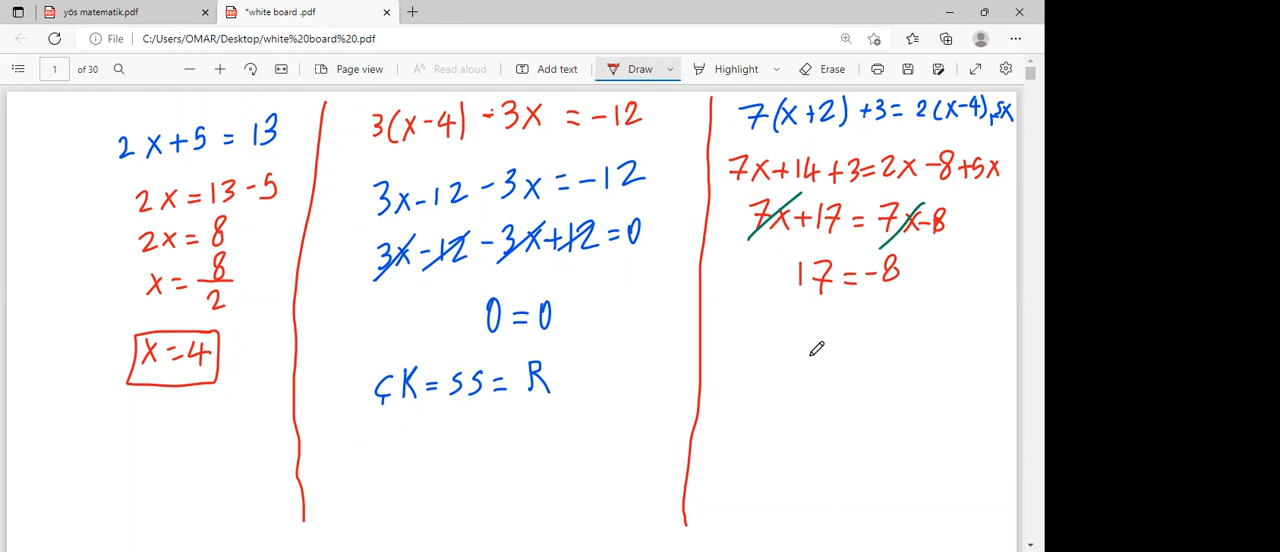 yös matematik.pdf
*white board .pdf
File
C:/Users/OMAR/Desktop/white%20board%20.pdf
1 of 30
Page view
Read aloud
Add text
Draw
Highlight
Erase
2x+5 = 13
2x = 13-5
2x = 8
x = 8/2
x = 4
3(x-4) -3x = -12
3x-12-3x = -12
3x-12-3x+12=0
0 = 0
ÇK = SS = R
7(x+2)+3 = 2(x-4)+5x
7x+14+3=2x-8+5x
7x+17 = 7x-8
17 = -8